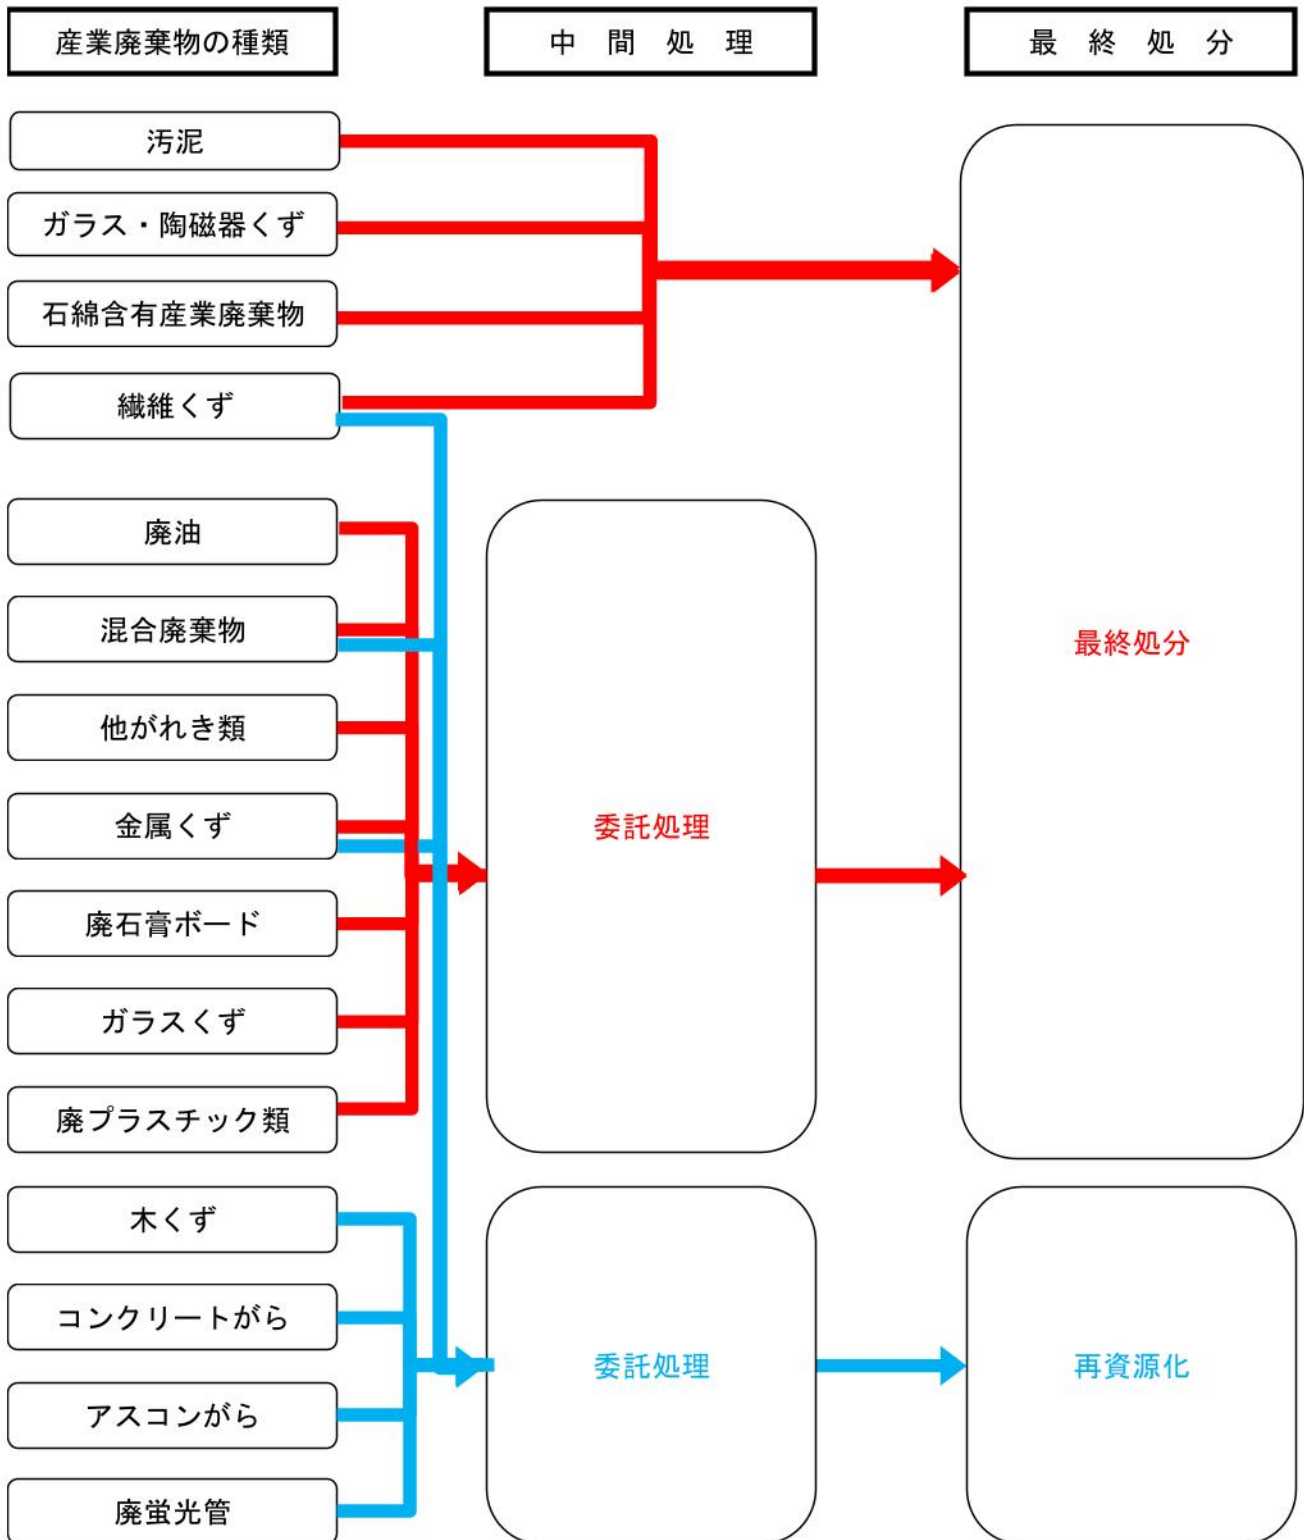 産業廃棄物の種類
中間処理
最終処分
汚泥
ガラス・陶磁器くず
石綿含有産業廃棄物
繊維くず
廃油
混合廃棄物
他がれき類
金属くず
廃石膏ボード
ガラスくず
廃プラスチック類
木くず
コンクリートがら
アスコンがら
廃蛍光管
委託処理
最終処分
委託処理
再資源化